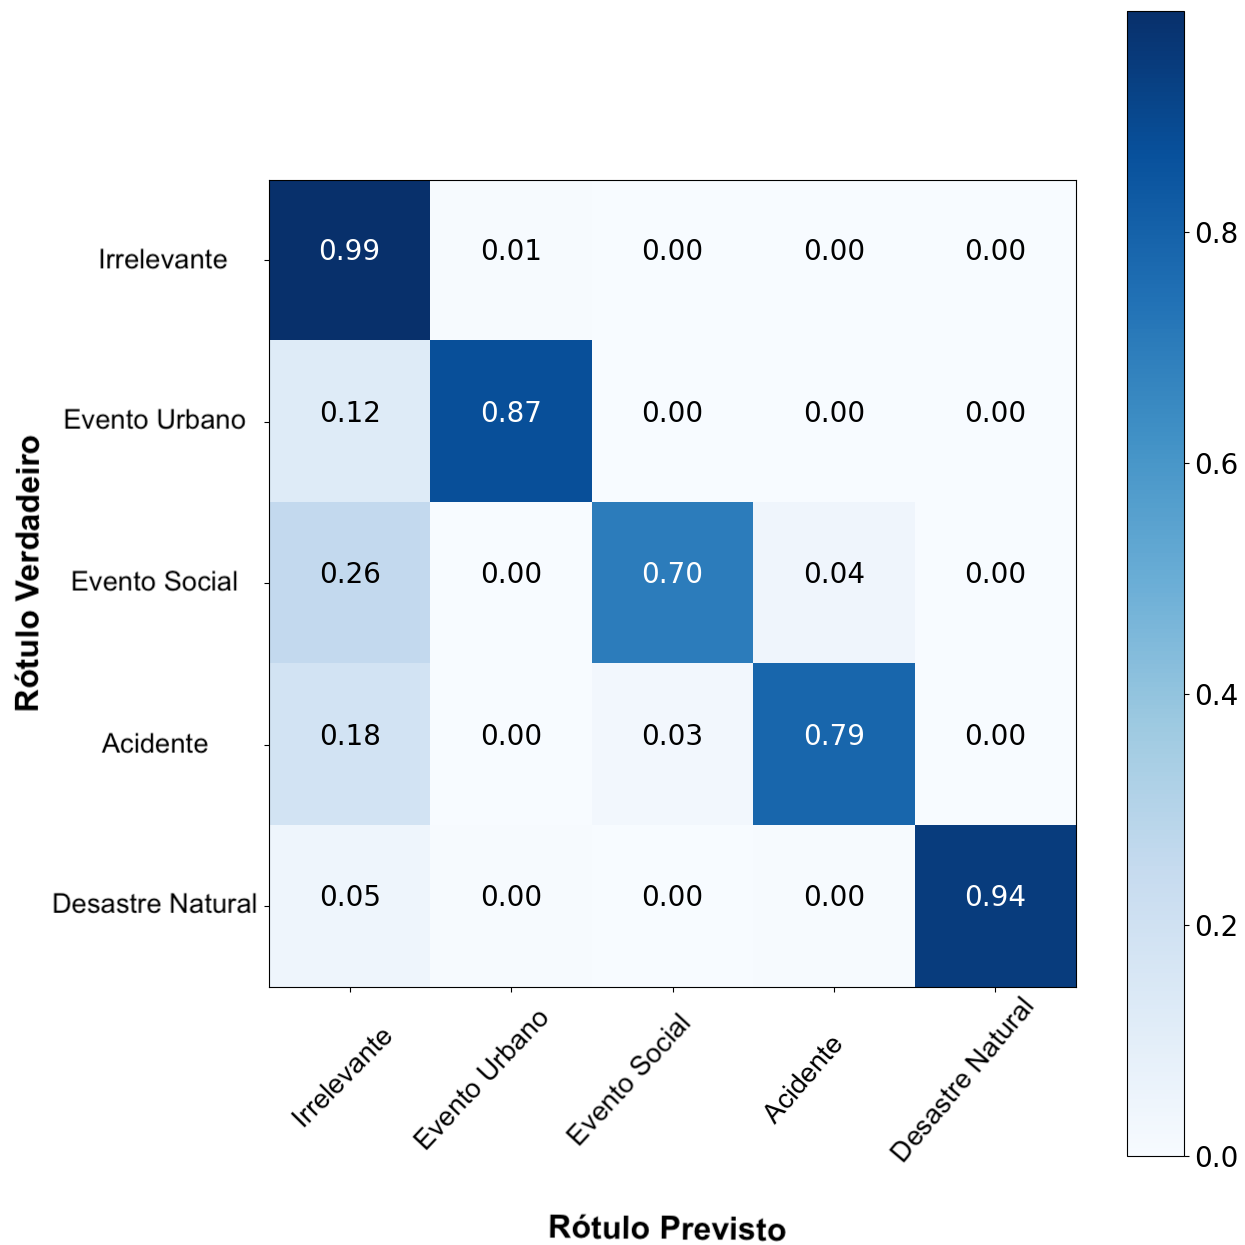 Rótulo Verdadeiro
Irrelevante 0.99 0.01 0.00 0.00 0.00
Evento Urbano 0.12 0.87 0.00 0.00 0.00
Evento Social 0.26 0.00 0.70 0.04 0.00
Acidente 0.18 0.00 0.03 0.79 0.00
Desastre Natural 0.05 0.00 0.00 0.00 0.94
Irrelevante
Evento Urbano
Evento Social
Acidente
Desastre Natural
Rótulo Previsto
0.8
0.6
0.4
0.2
0.0